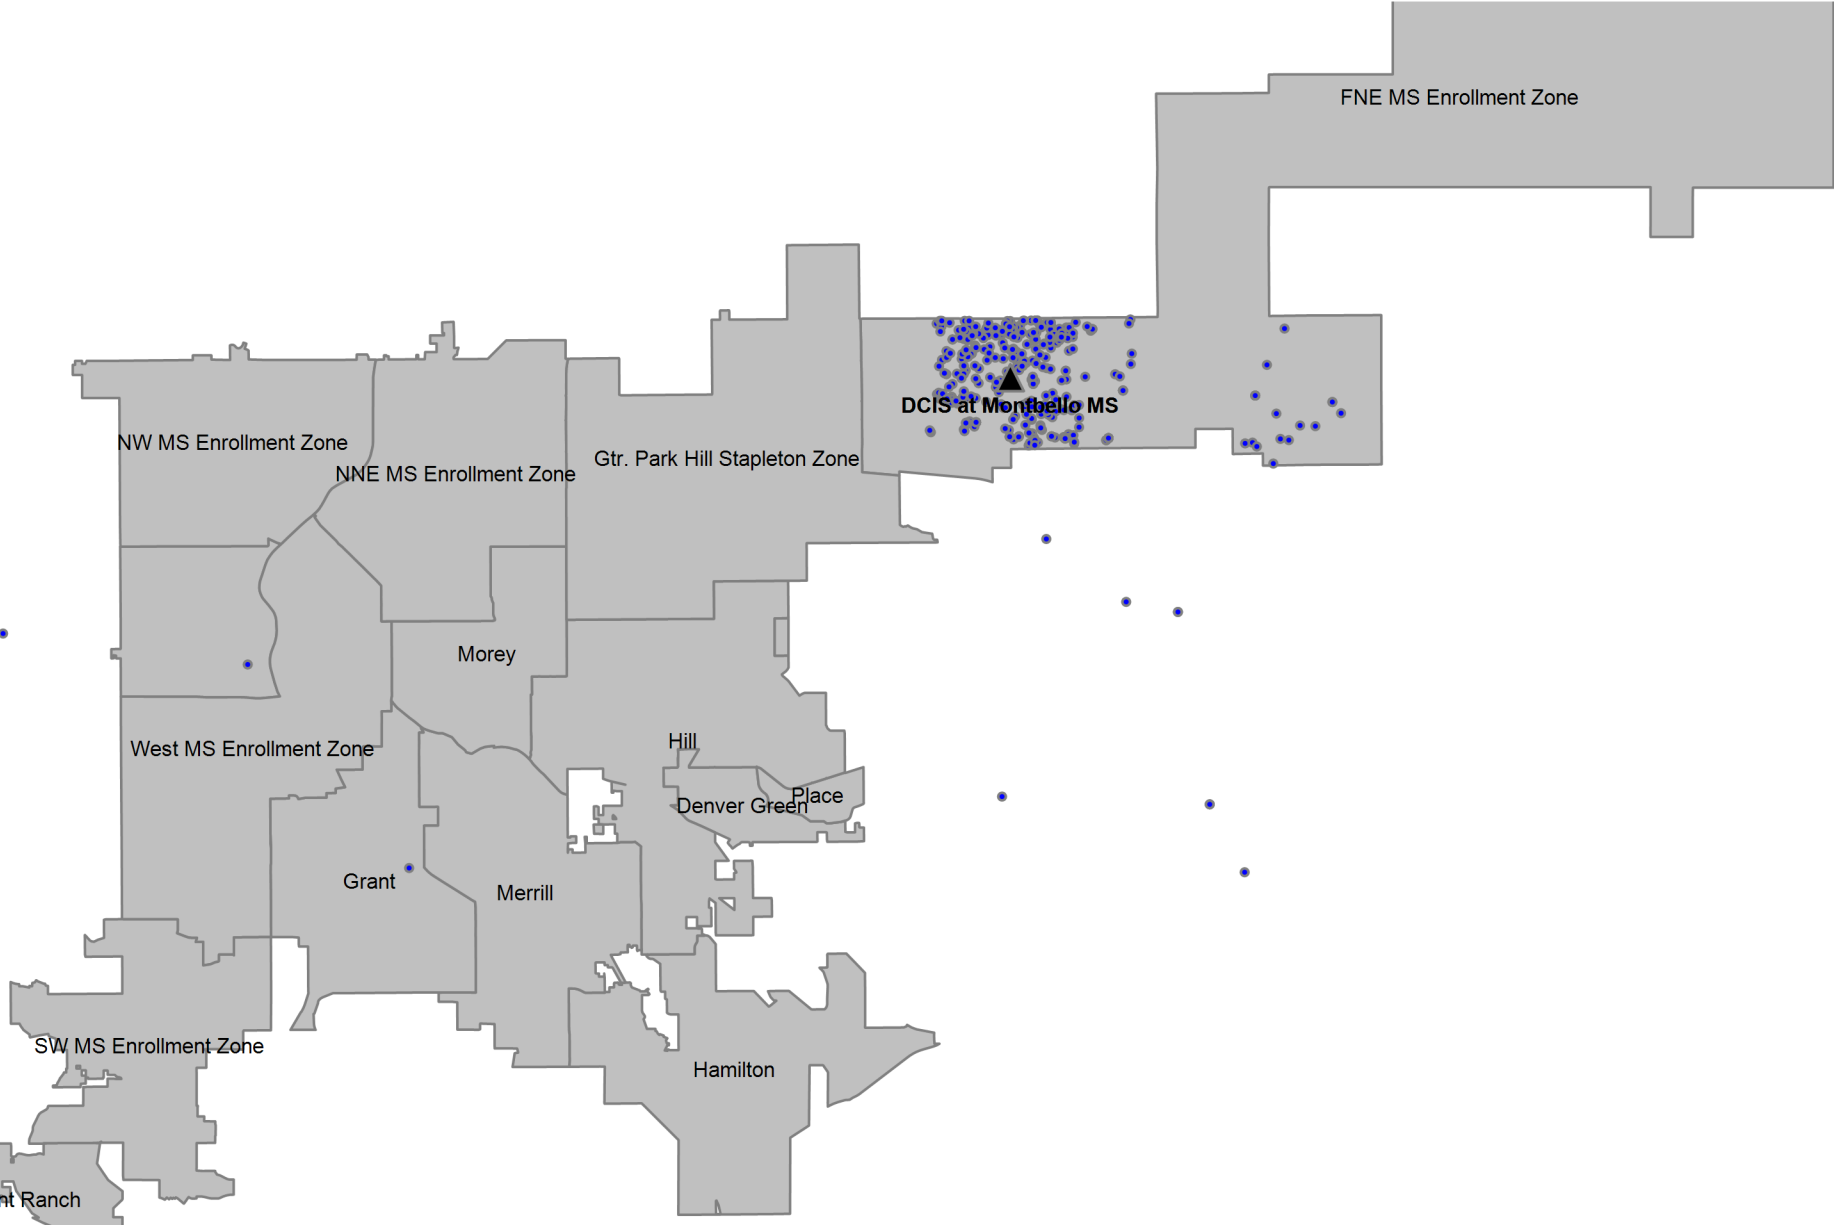 FNE MS Enrollment Zone
DCIS at Montbello MS
NW MS Enrollment Zone
Gtr. Park Hill Stapleton Zone
NNE MS Enrollment Zone
Morey
Hill
West MS Enrollment Zone
Place
Denver Green
Grant
Merrill
SW MS Enrollment Zone
Hamilton
nt Ranch